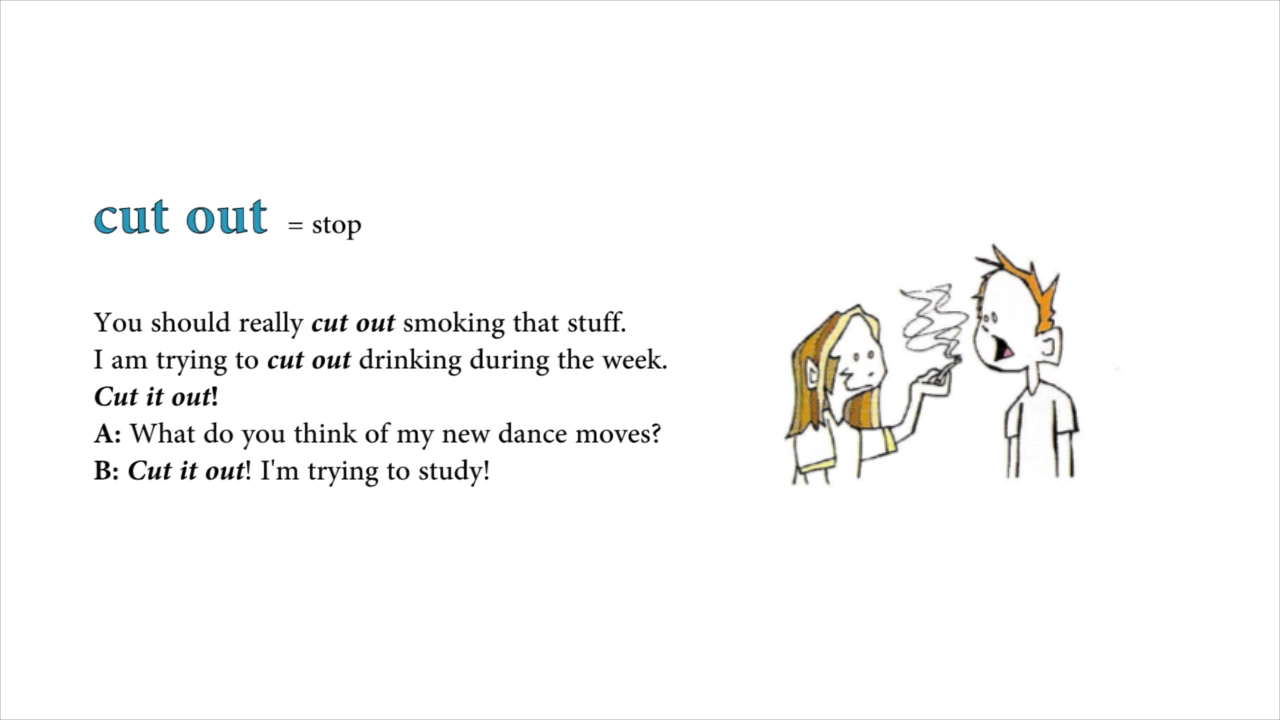 cut out = stop
You should really cut out smoking that stuff.
I am trying to cut out drinking during the week.
Cut it out!
A: What do you think of my new dance moves?
B: Cut it out! I'm trying to study!